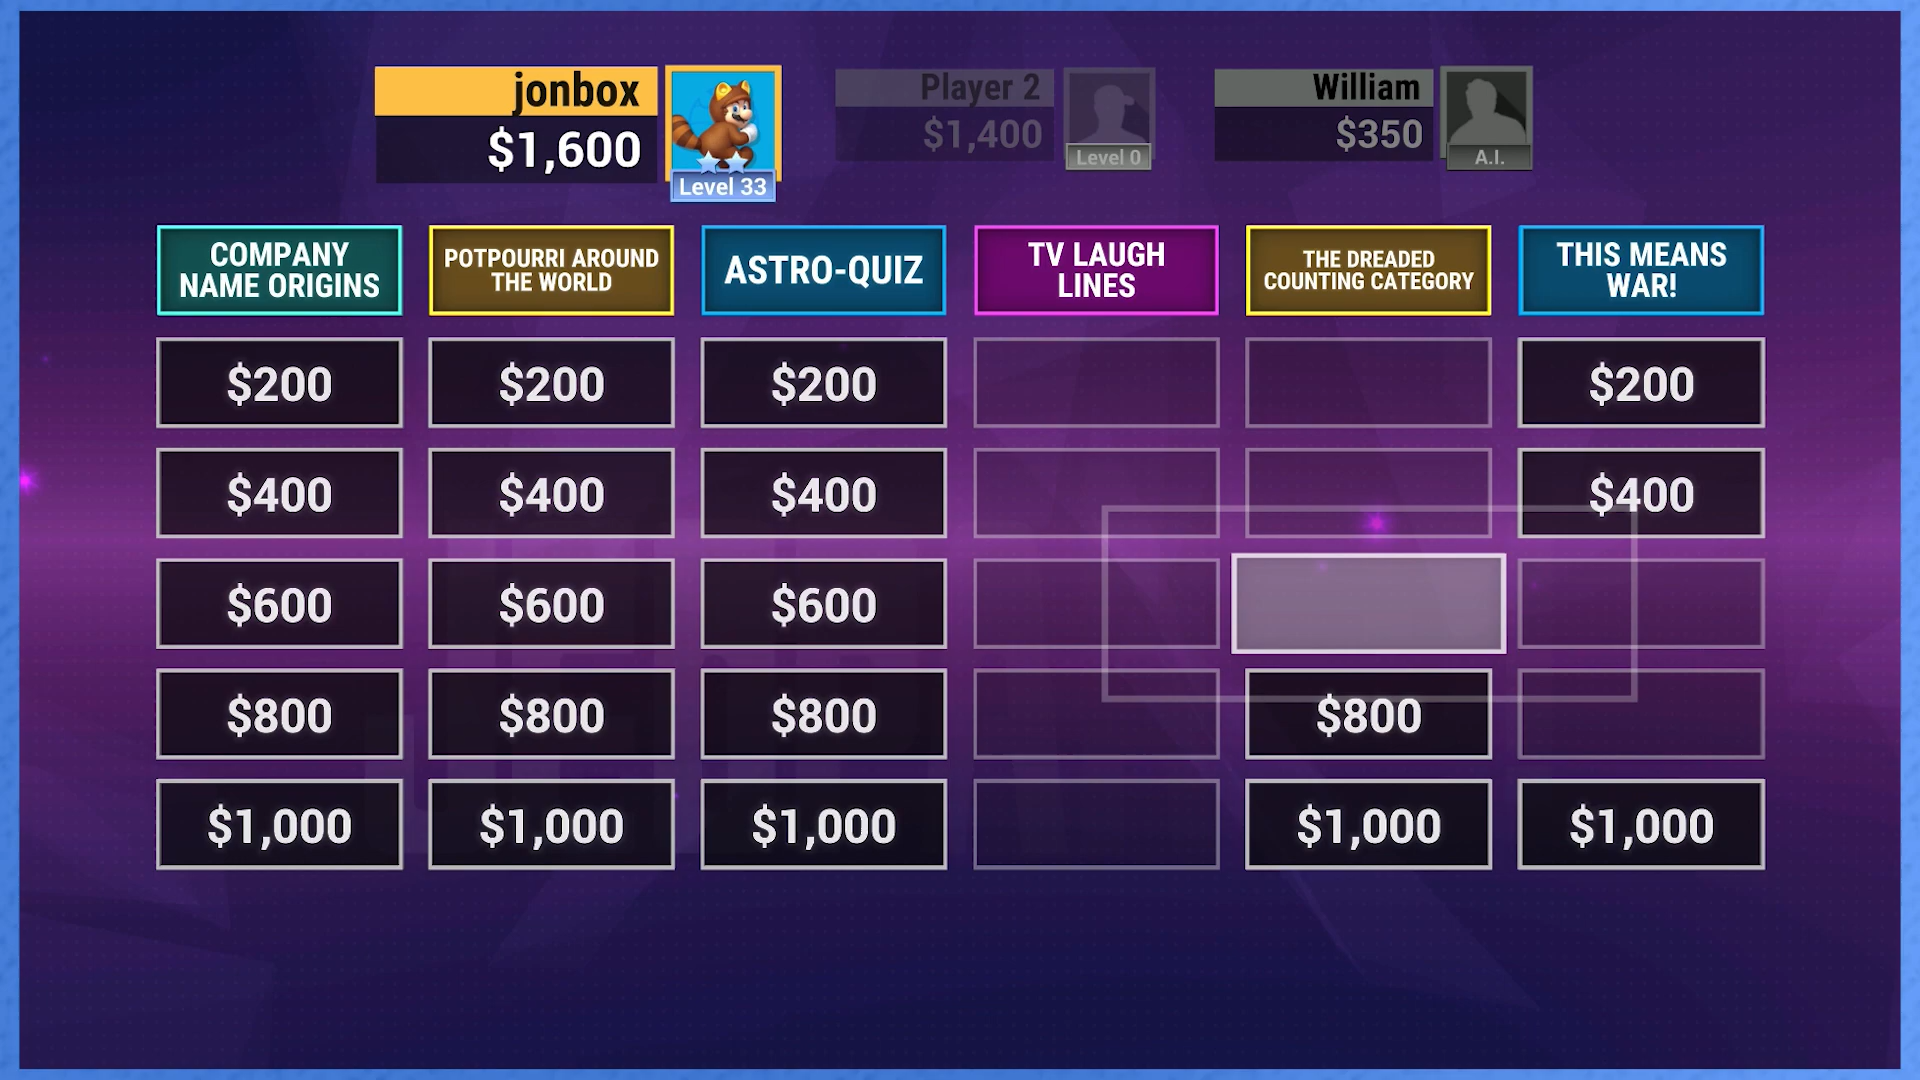 jonbox
$1,600
Level 33
Player 2
$1,400
Level 0
William
$350
A.I.
COMPANY
NAME ORIGINS
POTPOURRI AROUND
THE WORLD
ASTRO-QUIZ
TV LAUGH
LINES
THE DREADED
COUNTING CATEGORY
THIS MEANS
WAR!
$200 $200 $200 $200
$400 $400 $400 $400
$600 $600 $600
$800 $800 $800 $800
$1,000 $1,000 $1,000 $1,000 $1,000